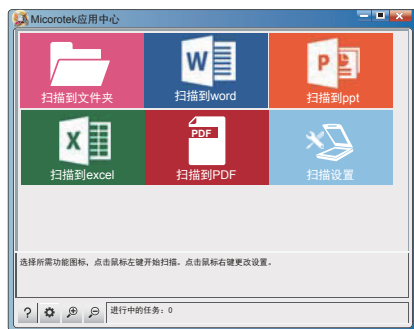 Micorotek应用中心
扫描到文件夹
扫描到word
扫描到ppt
扫描到excel
PDF
扫描到PDF
扫描设置
选择所需功能图标，点击鼠标左键开始扫描。点击鼠标右键更改设置。
进行中的任务：0